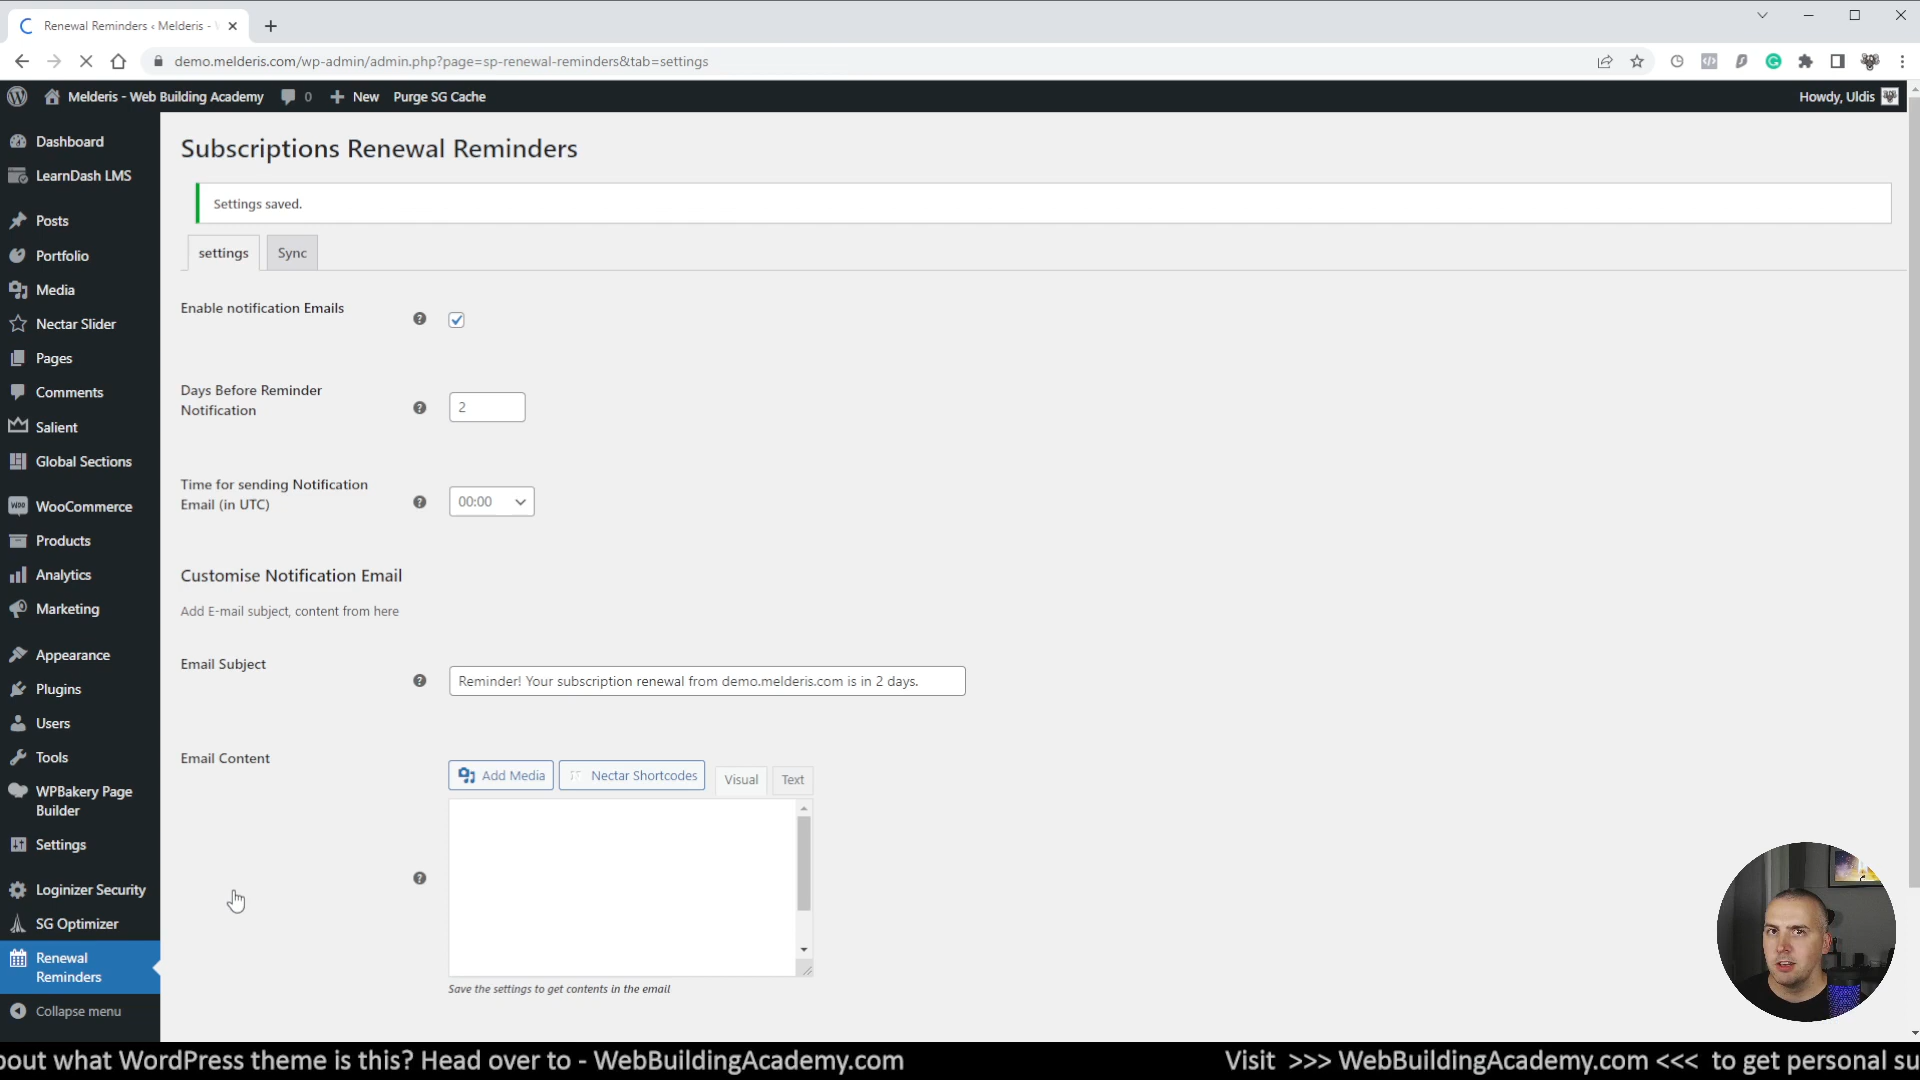 Renewal Reminders ‹ Melderis -
demo.melderis.com/wp-admin/admin.php?page=sp-renewal-reminders&tab=settings
Melderis - Web Building Academy 0 New Purge SG Cache Howdy, Uldis
Dashboard
LearnDash LMS
Posts
Portfolio
Media
Nectar Slider
Pages
Comments
Salient
Global Sections
WooCommerce
Products
Analytics
Marketing
Appearance
Plugins
Users
Tools
WPBakery Page
Builder
Settings
Loginizer Security
SG Optimizer
Renewal
Reminders
Collapse menu
Subscriptions Renewal Reminders
Settings saved.
settings Sync
Enable notification Emails
Days Before Reminder
Notification
2
Time for sending Notification
Email (in UTC)
00:00
Customise Notification Email
Add E-mail subject, content from here
Email Subject
Reminder! Your subscription renewal from demo.melderis.com is in 2 days.
Email Content
Add Media Nectar Shortcodes Visual Text
Save the settings to get contents in the email
bout what WordPress theme is this? Head over to - WebBuildingAcademy.com Visit >>> WebBuildingAcademy.com <<< to get personal su